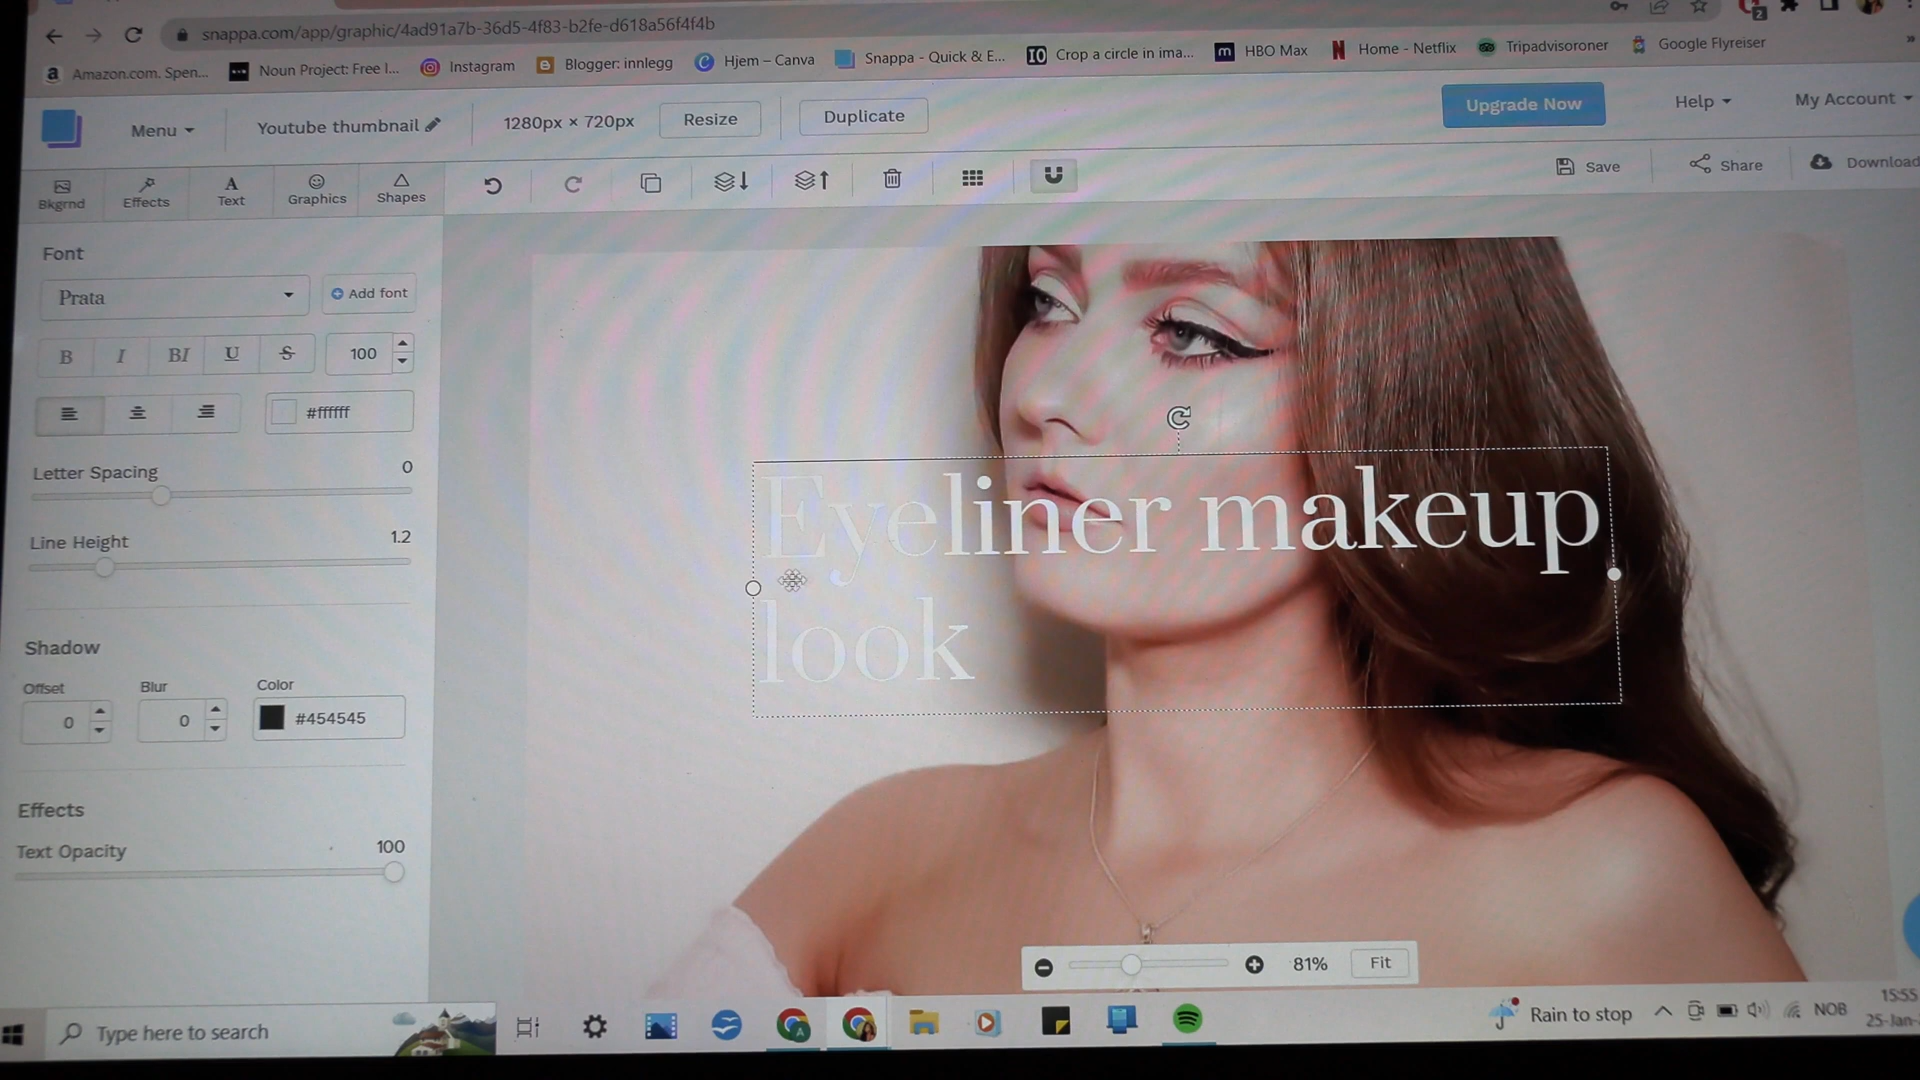 snappa.com/app/graphic/4ad91a7b-36d5-4f83-b2fe-d618a56f4f4b
Amazon.com. Spen... Noun Project: Free I... Instagram Blogger: innlegg Hjem – Canva Snappa - Quick & E... Crop a circle in ima... HBO Max Home - Netflix Tripadvisoroner Google Flyreiser
Menu Youtube thumbnail 1280px × 720px Resize Duplicate Upgrade Now Help My Account
Bkgrnd Effects Text Graphics Shapes Save Share Download
Font
Prata Add font
B I BI U S 100
#ffffff
Letter Spacing 0
Line Height 1.2
Shadow
Offset Blur Color
0 0 #454545
Effects
Text Opacity 100
Eyeliner makeup
look
81% Fit
Type here to search Rain to stop NOB 15:55
25-Jan-